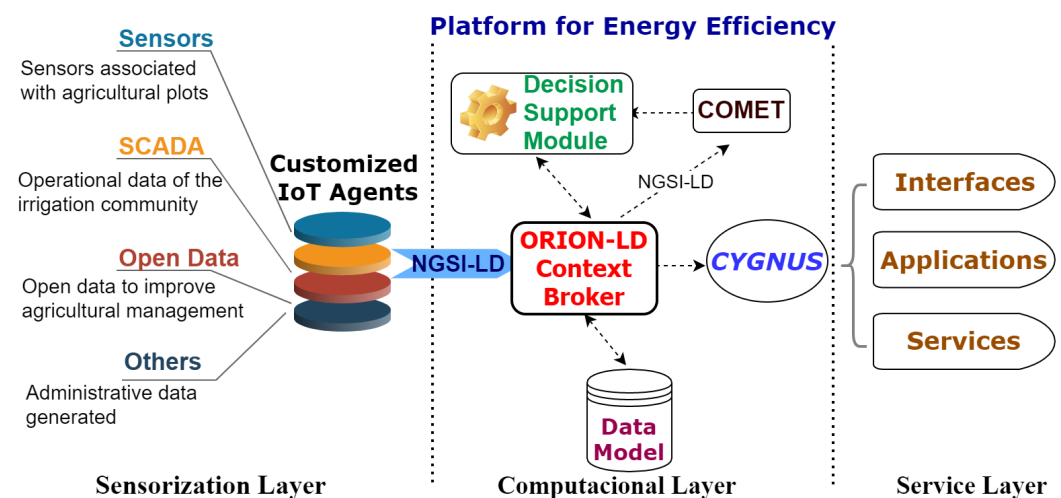 Platform for Energy Efficiency
Sensors
Sensors associated
with agricultural plots
SCADA
Operational data of the
irrigation community
Open Data
Open data to improve
agricultural management
Others
Administrative data
generated
Customized
IoT Agents
NGSI-LD
Decision
Support
Module
COMET
NGSI-LD
ORION-LD
Context
Broker
CYGNUS
Data
Model
Interfaces
Applications
Services
Sensorization Layer
Computacional Layer
Service Layer